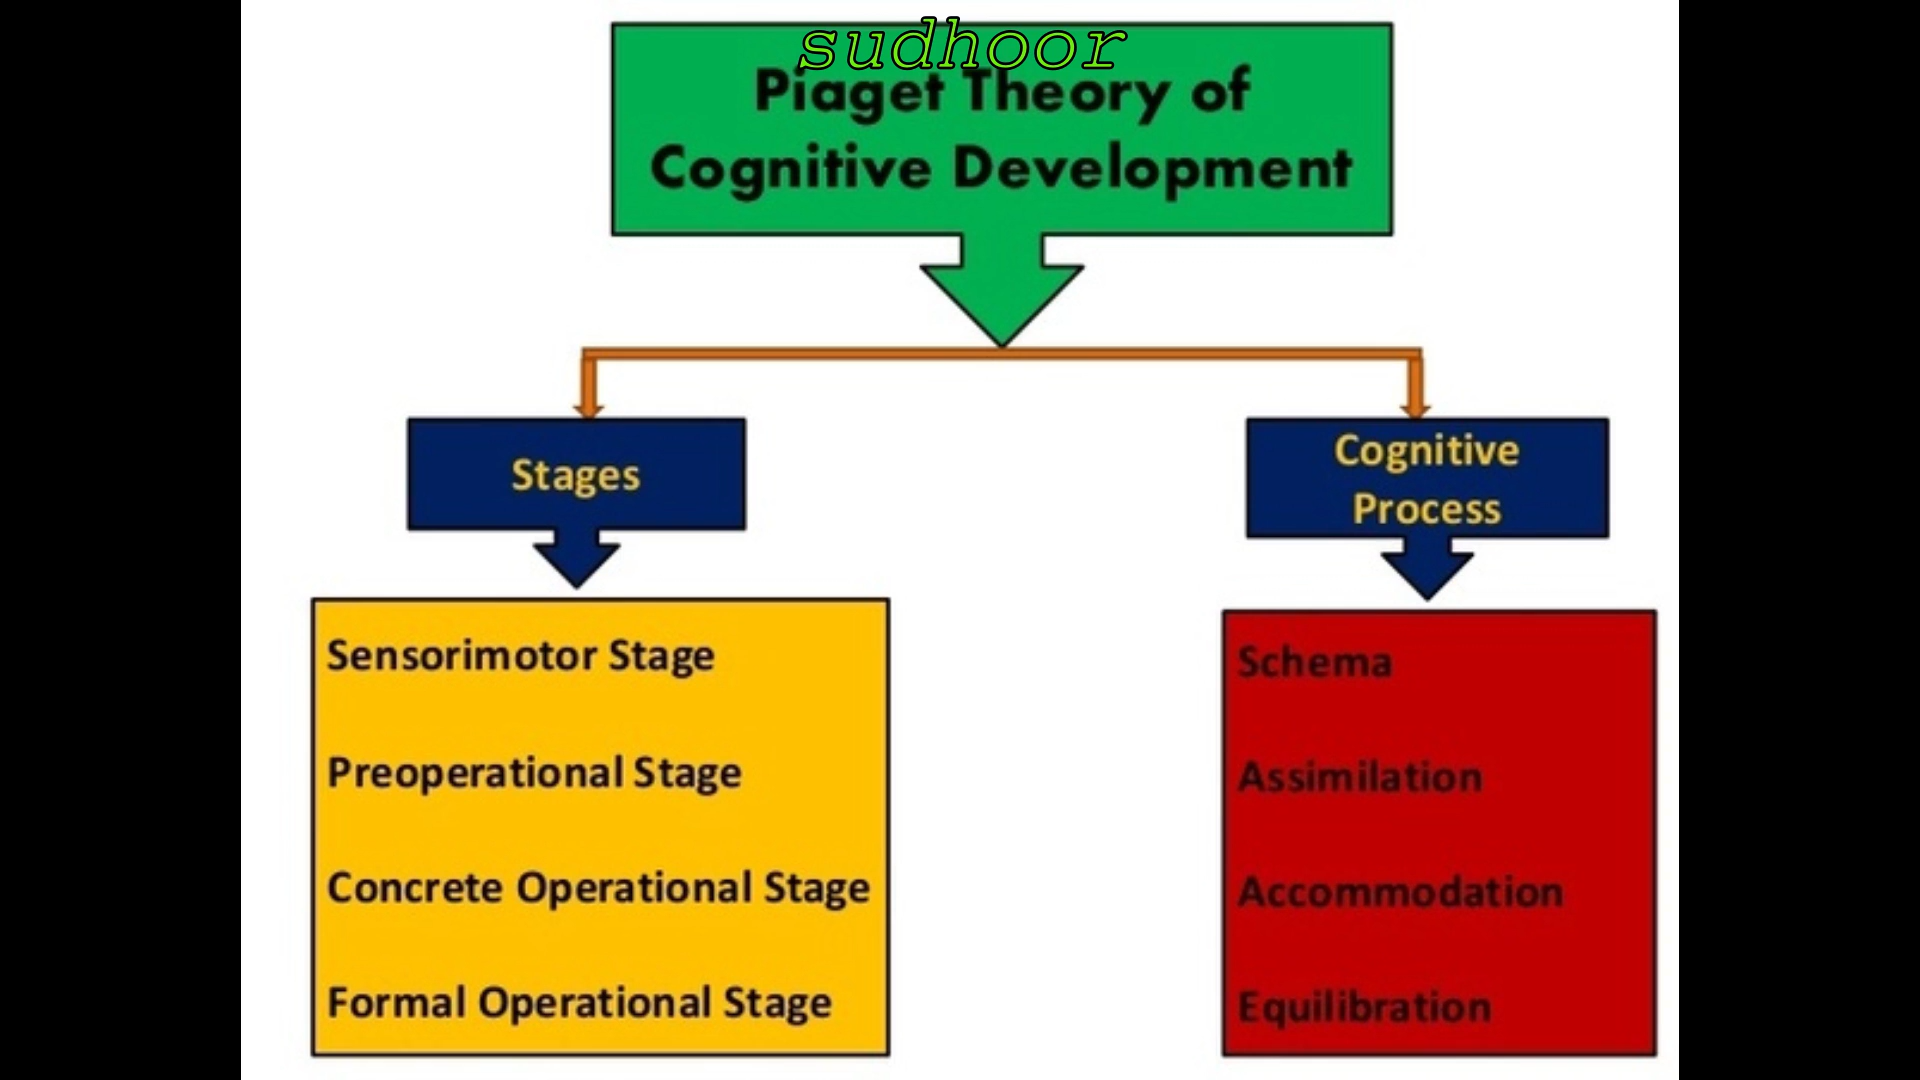 sudhoor
Piaget Theory of
Cognitive Development
Stages
Cognitive
Process
Sensorimotor Stage
Preoperational Stage
Concrete Operational Stage
Formal Operational Stage
Schema
Assimilation
Accommodation
Equilibration